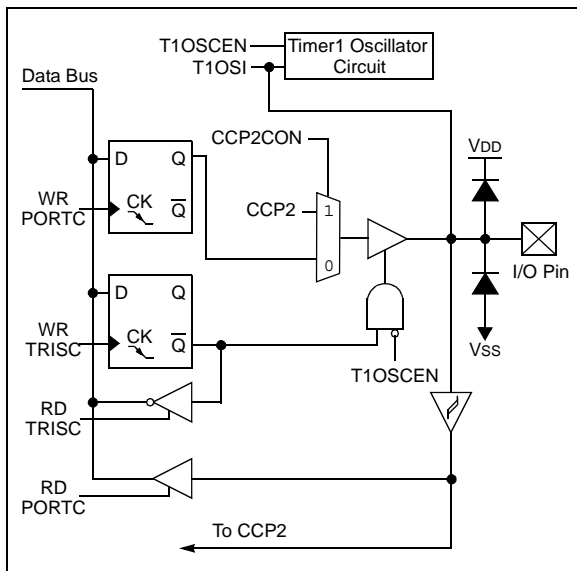 T1OSCEN
Timer1 Oscillator
T1OSI
Circuit
Data Bus
CCP2CON
VDD
D
Q
WR
PORTC
CK
Q
CCP2
1
0
I/O Pin
D
Q
WR
TRISC
CK
Q
VSS
T1OSCEN
RD
TRISC
RD
PORTC
To CCP2